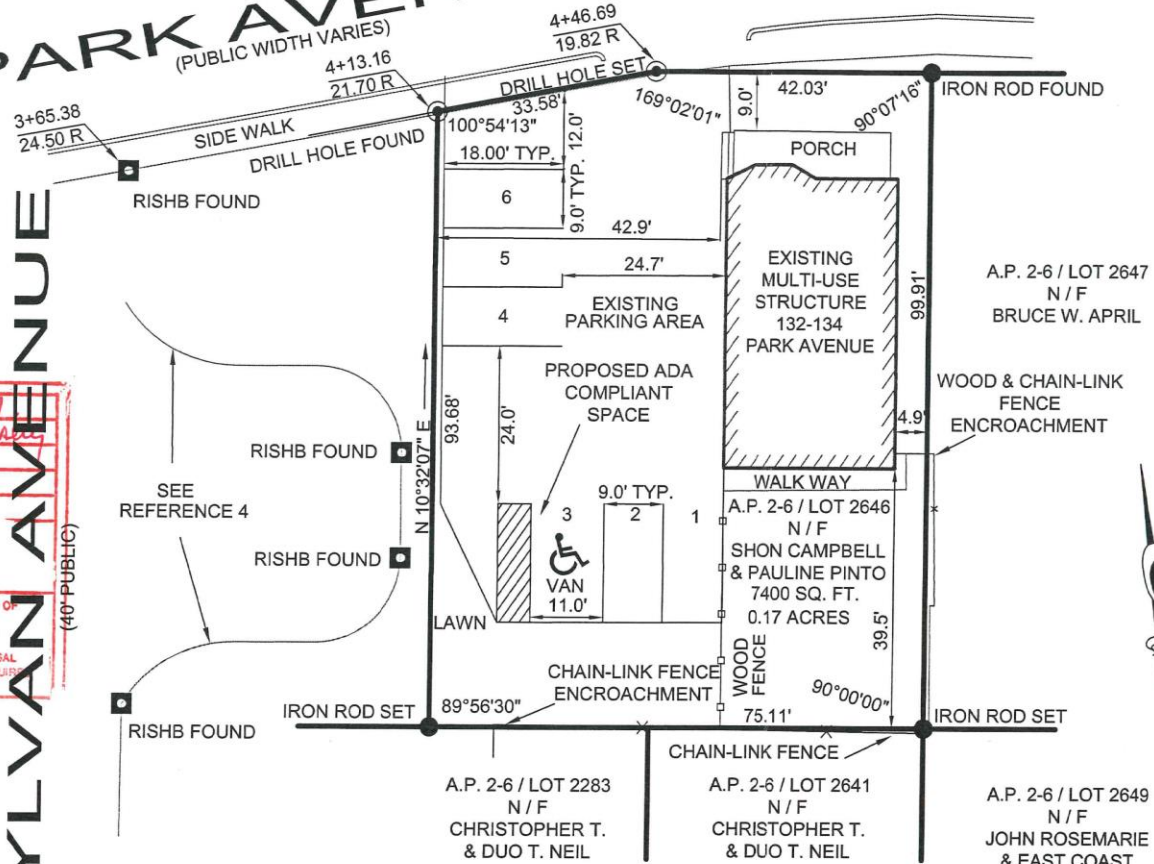 PARK AVEN
(PUBLIC WIDTH VARIES)
4+46.69
19.82 R
4+13.16
21.70 R
3+65.38
24.50 R
SIDE WALK
DRILL HOLE SET
33.58'
DRILL HOLE FOUND
100°54'13"
169°02'01"
42.03'
90°07'16"
IRON ROD FOUND
9.0'
PORCH
RISHB FOUND
18.00' TYP.
12.0'
9.0' TYP.
6
42.9'
5
24.7'
4
EXISTING
PARKING AREA
EXISTING
MULTI-USE
STRUCTURE
132-134
PARK AVENUE
99.91'
A.P. 2-6 / LOT 2647
N / F
BRUCE W. APRIL
PROPOSED ADA
COMPLIANT
SPACE
WOOD & CHAIN-LINK
FENCE
ENCROACHMENT
4.9'
93.68'
24.0'
N 10°32'07" E
RISHB FOUND
SEE
REFERENCE 4
RISHB FOUND
WALK WAY
9.0' TYP.
3
2
1
VAN
11.0'
A.P. 2-6 / LOT 2646
N / F
SHON CAMPBELL
& PAULINE PINTO
7400 SQ. FT.
0.17 ACRES
39.5'
LAWN
WOOD
FENCE
CHAIN-LINK FENCE
ENCROACHMENT
90°00'00"
75.11'
IRON ROD SET
89°56'30"
IRON ROD SET
RISHB FOUND
CHAIN-LINK FENCE
YLVAN AVENUE
(40' PUBLIC)
OF
A.P. 2-6 / LOT 2283
N / F
CHRISTOPHER T.
& DUO T. NEIL
A.P. 2-6 / LOT 2641
N / F
CHRISTOPHER T.
& DUO T. NEIL
A.P. 2-6 / LOT 2649
N / F
JOHN ROSEMARIE
& EAST COAST